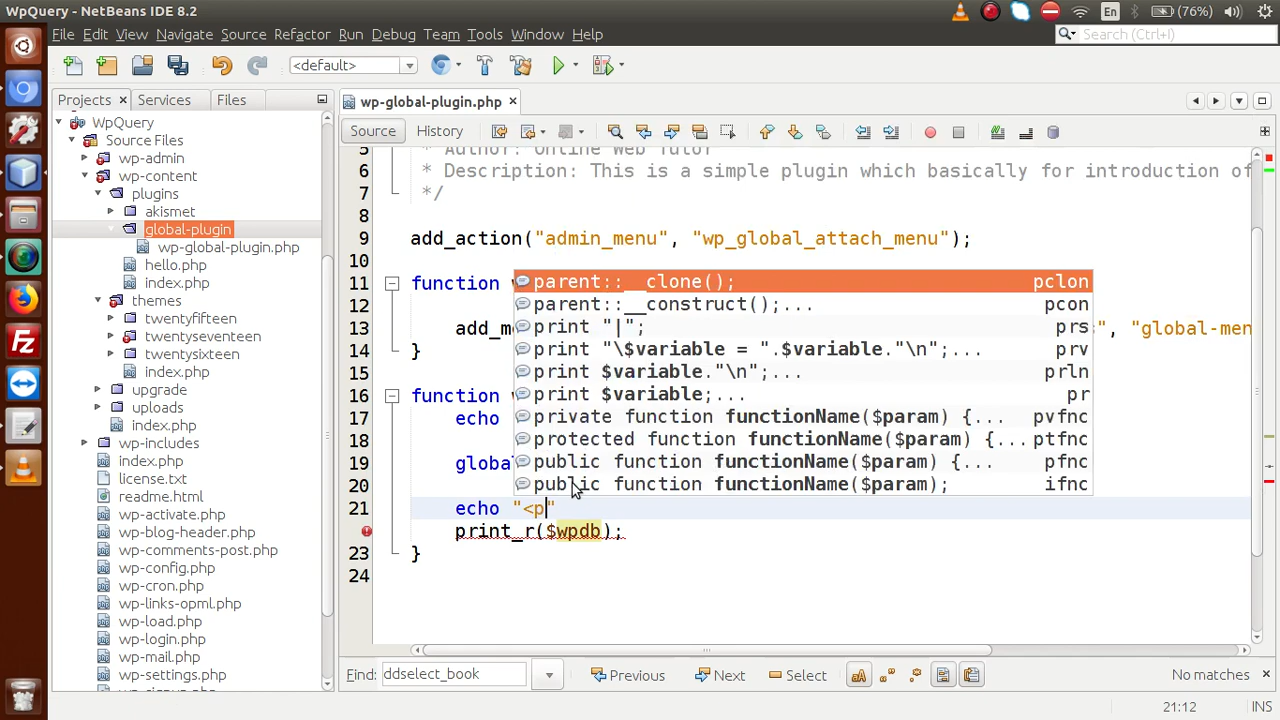 WpQuery - NetBeans IDE 8.2
En
(76%)
File Edit View Navigate Source Refactor Run Debug Team Tools Window Help
Search (Ctrl+I)
<default>
Projects
Services
Files
wp-global-plugin.php
Source
History
WpQuery
Source Files
wp-admin
wp-content
plugins
akismet
global-plugin
wp-global-plugin.php
hello.php
index.php
themes
twentyfifteen
twentyseventeen
twentysixteen
index.php
upgrade
uploads
index.php
wp-includes
index.php
license.txt
readme.html
wp-activate.php
wp-blog-header.php
wp-comments-post.php
wp-config.php
wp-cron.php
wp-links-opml.php
wp-load.php
wp-login.php
wp-mail.php
wp-settings.php
5 * Author: Online Web Tutor
6 * Description: This is a simple plugin which basically for introduction of
7 */
8
9 add_action("admin_menu", "wp_global_attach_menu");
10
11 function
12
13 add_me ", "global-men
14 }
15
16 function
17 echo
18
19 global
20
21 echo "<p"
print_r($wpdb);
23 }
24
parent::__clone(); pclon
parent::__construct();... pcon
print "|"; prs
print "\$variable = ".$variable."\n";... prv
print $variable."\n";... prln
print $variable;... pr
private function functionName($param) {... pvfnc
protected function functionName($param) {... ptfnc
public function functionName($param) {... pfnc
public function functionName($param); ifnc
Find: ddselect_book
Previous
Next
Select
aA
No matches
21:12
INS